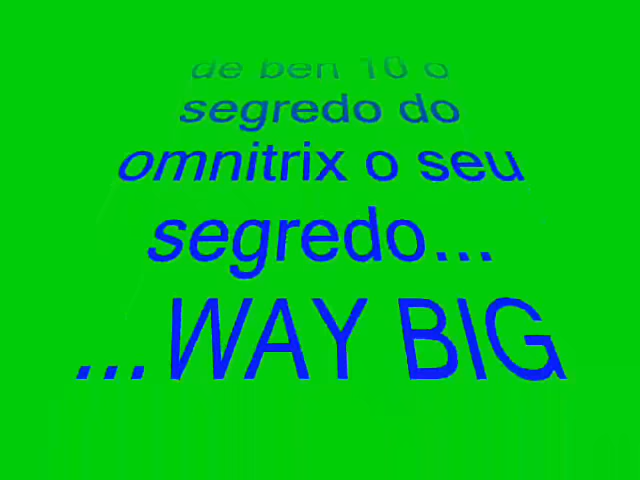 de ben 10 o
segredo do
omnitrix o seu
segredo...
...WAY BIG